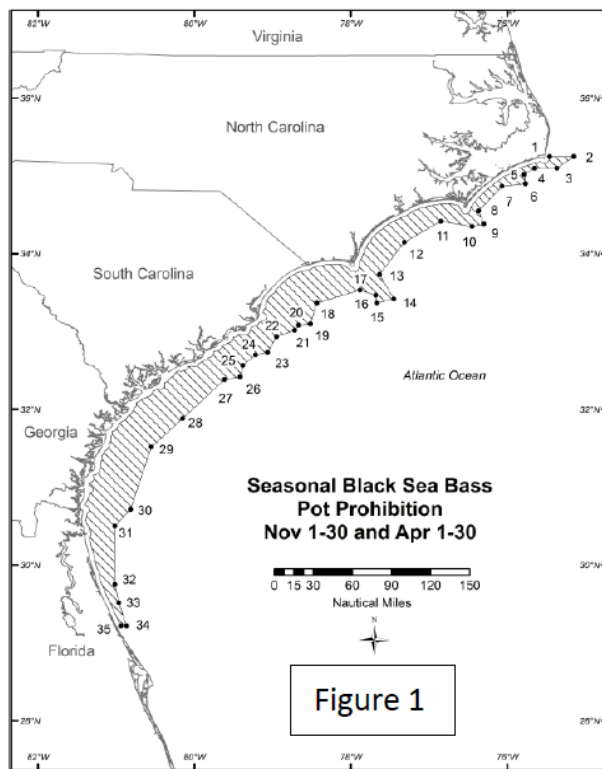 82°W 80°W 78°W 76°W
Virginia
36°N 36°N
North Carolina
1 2
5 4 3
7 6
8
11 10 9
34°N 34°N
12
South Carolina
13
17
16 14
18 15
20
22 21 19
24
25 23
26
27
Atlantic Ocean
32°N 32°N
28
Georgia
29
Seasonal Black Sea Bass
Pot Prohibition
Nov 1-30 and Apr 1-30
30
31
30°N 30°N
0 15 30 60 90 120 150
Nautical Miles
32
33
N
35 34
Florida
Figure 1
28°N 28°N
82°W 80°W 78°W 76°W